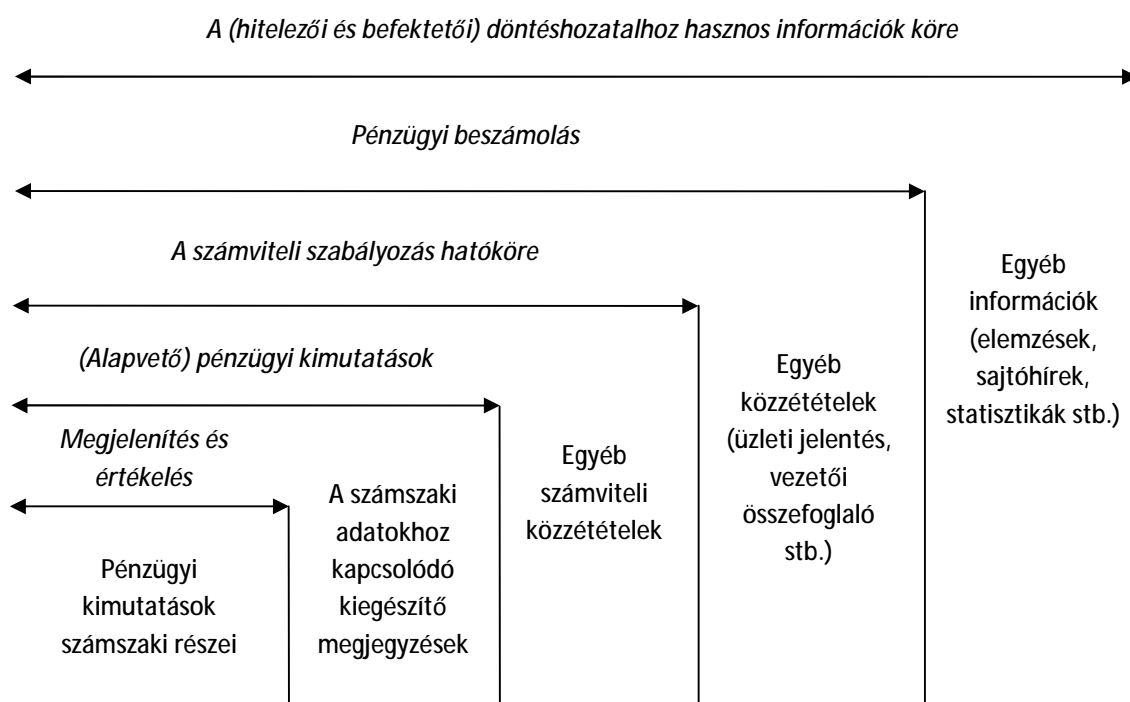 A (hitelezői és befektetői) döntéshozatalhoz hasznos információk köre
Pénzügyi beszámolás
A számviteli szabályozás hatóköre
(Alapvető) pénzügyi kimutatások
Megjelenítés és
értékelés
Pénzügyi
kimutatások
számszaki részei
A számszaki
adatokhoz
kapcsolódó
kiegészítő
megjegyzések
Egyéb
számviteli
közzétételek
Egyéb
közzétételek
(üzleti jelentés,
vezetői
összefoglaló
stb.)
Egyéb
információk
(elemzések,
sajtóhírek,
statisztikák stb.)